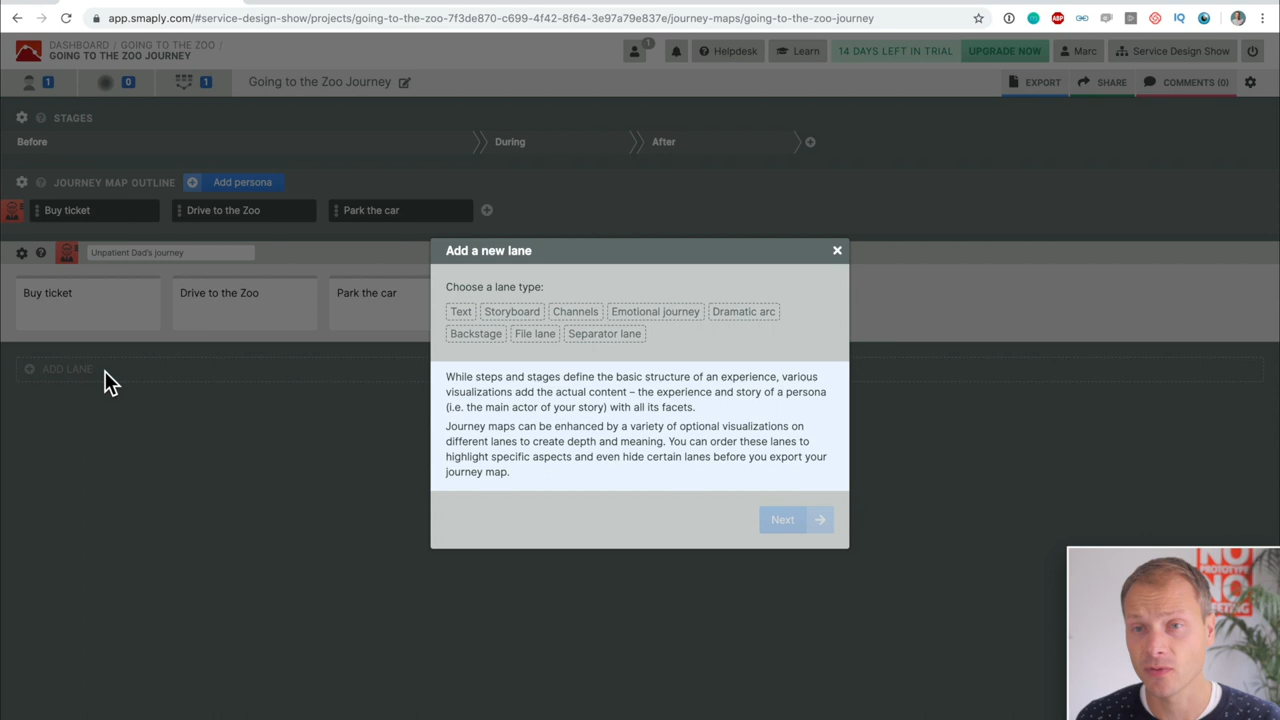 app.smaply.com/#service-design-show/projects/going-to-the-zoo-7f3de870-c699-4f42-8f64-3e97a79e837e/journey-maps/going-to-the-zoo-journey
ABP
IQ
DASHBOARD / GOING TO THE ZOO /
GOING TO THE ZOO JOURNEY
1
Helpdesk
Learn
14 DAYS LEFT IN TRIAL
UPGRADE NOW
Marc
Service Design Show
1
0
1
Going to the Zoo Journey
EXPORT
SHARE
COMMENTS (0)
STAGES
Before
During
After
JOURNEY MAP OUTLINE
Add persona
Buy ticket
Drive to the Zoo
Park the car
Unpatient Dad's journey
Buy ticket
Drive to the Zoo
Park the car
ADD LANE
Add a new lane
Choose a lane type:
Text Storyboard Channels Emotional journey Dramatic arc
Backstage File lane Separator lane
While steps and stages define the basic structure of an experience, various
visualizations add the actual content – the experience and story of a persona
(i.e. the main actor of your story) with all its facets.
Journey maps can be enhanced by a variety of optional visualizations on
different lanes to create depth and meaning. You can order these lanes to
highlight specific aspects and even hide certain lanes before you export your
journey map.
Next
NO
PROTOTYPE
NO
MEETING